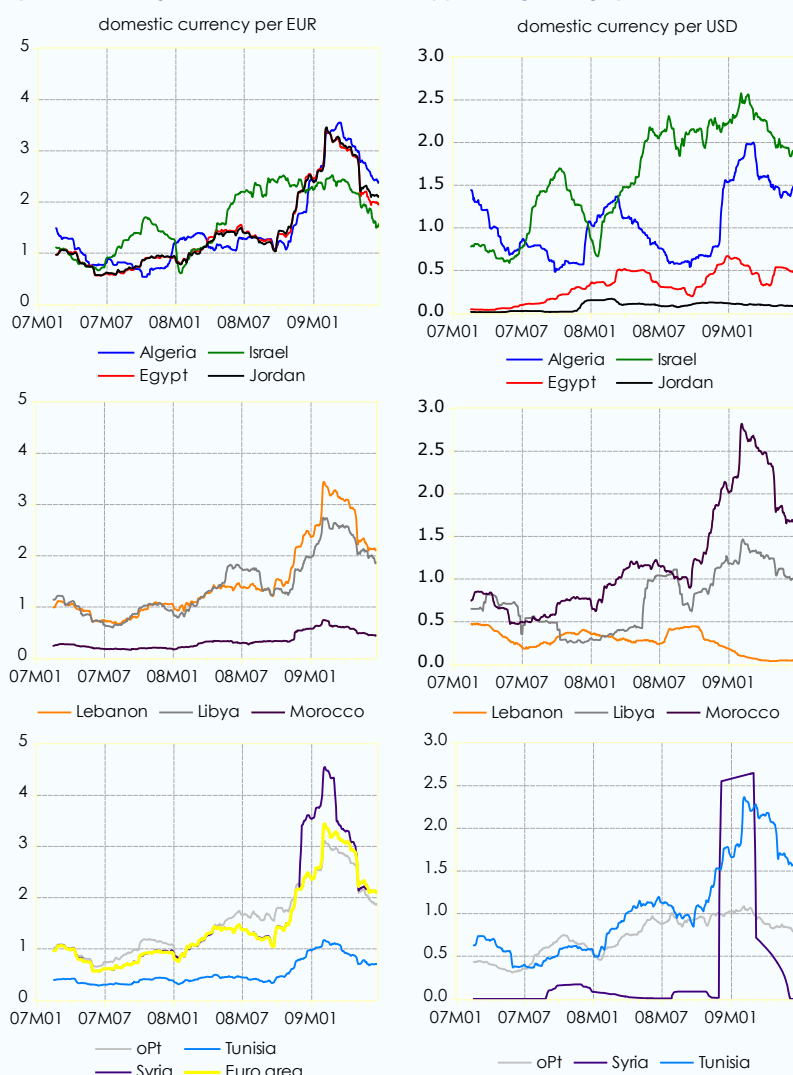 domestic currency per EUR
5
4
3
2
1
0
07M01 07M07 08M01 08M07 09M01
Algeria Israel
Egypt Jordan
domestic currency per USD
3.0
2.5
2.0
1.5
1.0
0.5
0.0
07M01 07M07 08M01 08M07 09M01
Algeria Israel
Egypt Jordan
5
4
3
2
1
0
07M01 07M07 08M01 08M07 09M01
Lebanon Libya Morocco
3.0
2.5
2.0
1.5
1.0
0.5
0.0
07M01 07M07 08M01 08M07 09M01
Lebanon Libya Morocco
5
4
3
2
1
0
07M01 07M07 08M01 08M07 09M01
oPt Tunisia
Syria Euro area
3.0
2.5
2.0
1.5
1.0
0.5
0.0
07M01 07M07 08M01 08M07 09M01
oPt Syria Tunisia